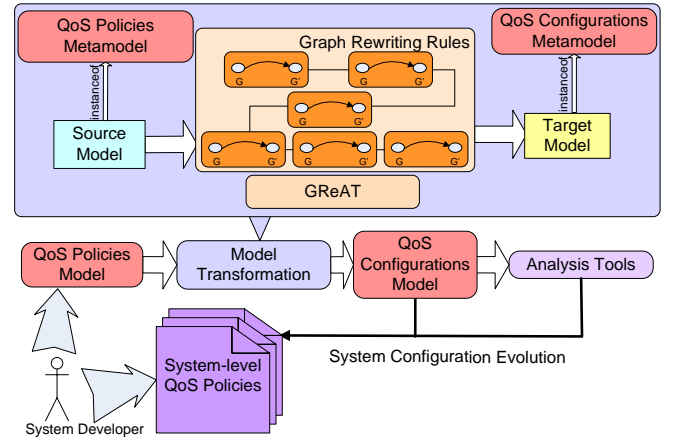 QoS Policies
Metamodel
Graph Rewriting Rules
QoS Configurations
Metamodel
instanceof
instanceof
G
G'
G
G'
G
G'
Source
Model
Target
Model
G
G'
G
G'
G
G'
GReAT
QoS Policies
Model
Model
Transformation
QoS
Configurations
Model
Analysis Tools
System-level
QoS Policies
System Configuration Evolution
System Developer